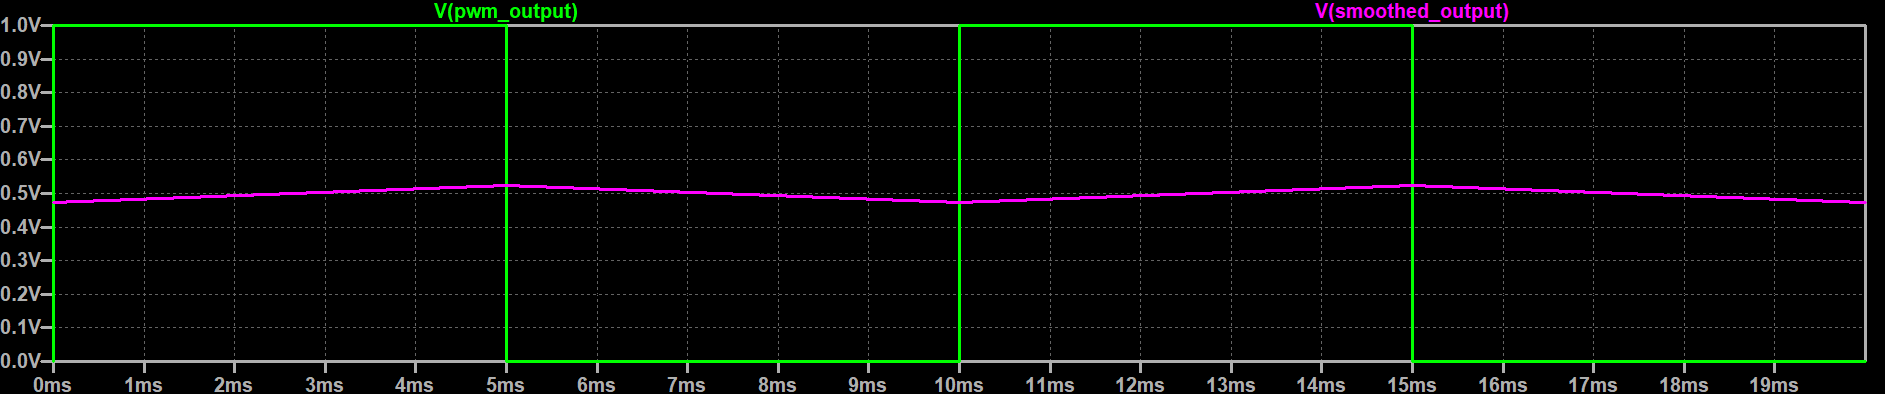 V(pwm_output) V(smoothed_output)
1.0V
0.9V
0.8V
0.7V
0.6V
0.5V
0.4V
0.3V
0.2V
0.1V
0.0V
0ms 1ms 2ms 3ms 4ms 5ms 6ms 7ms 8ms 9ms 10ms 11ms 12ms 13ms 14ms 15ms 16ms 17ms 18ms 19ms